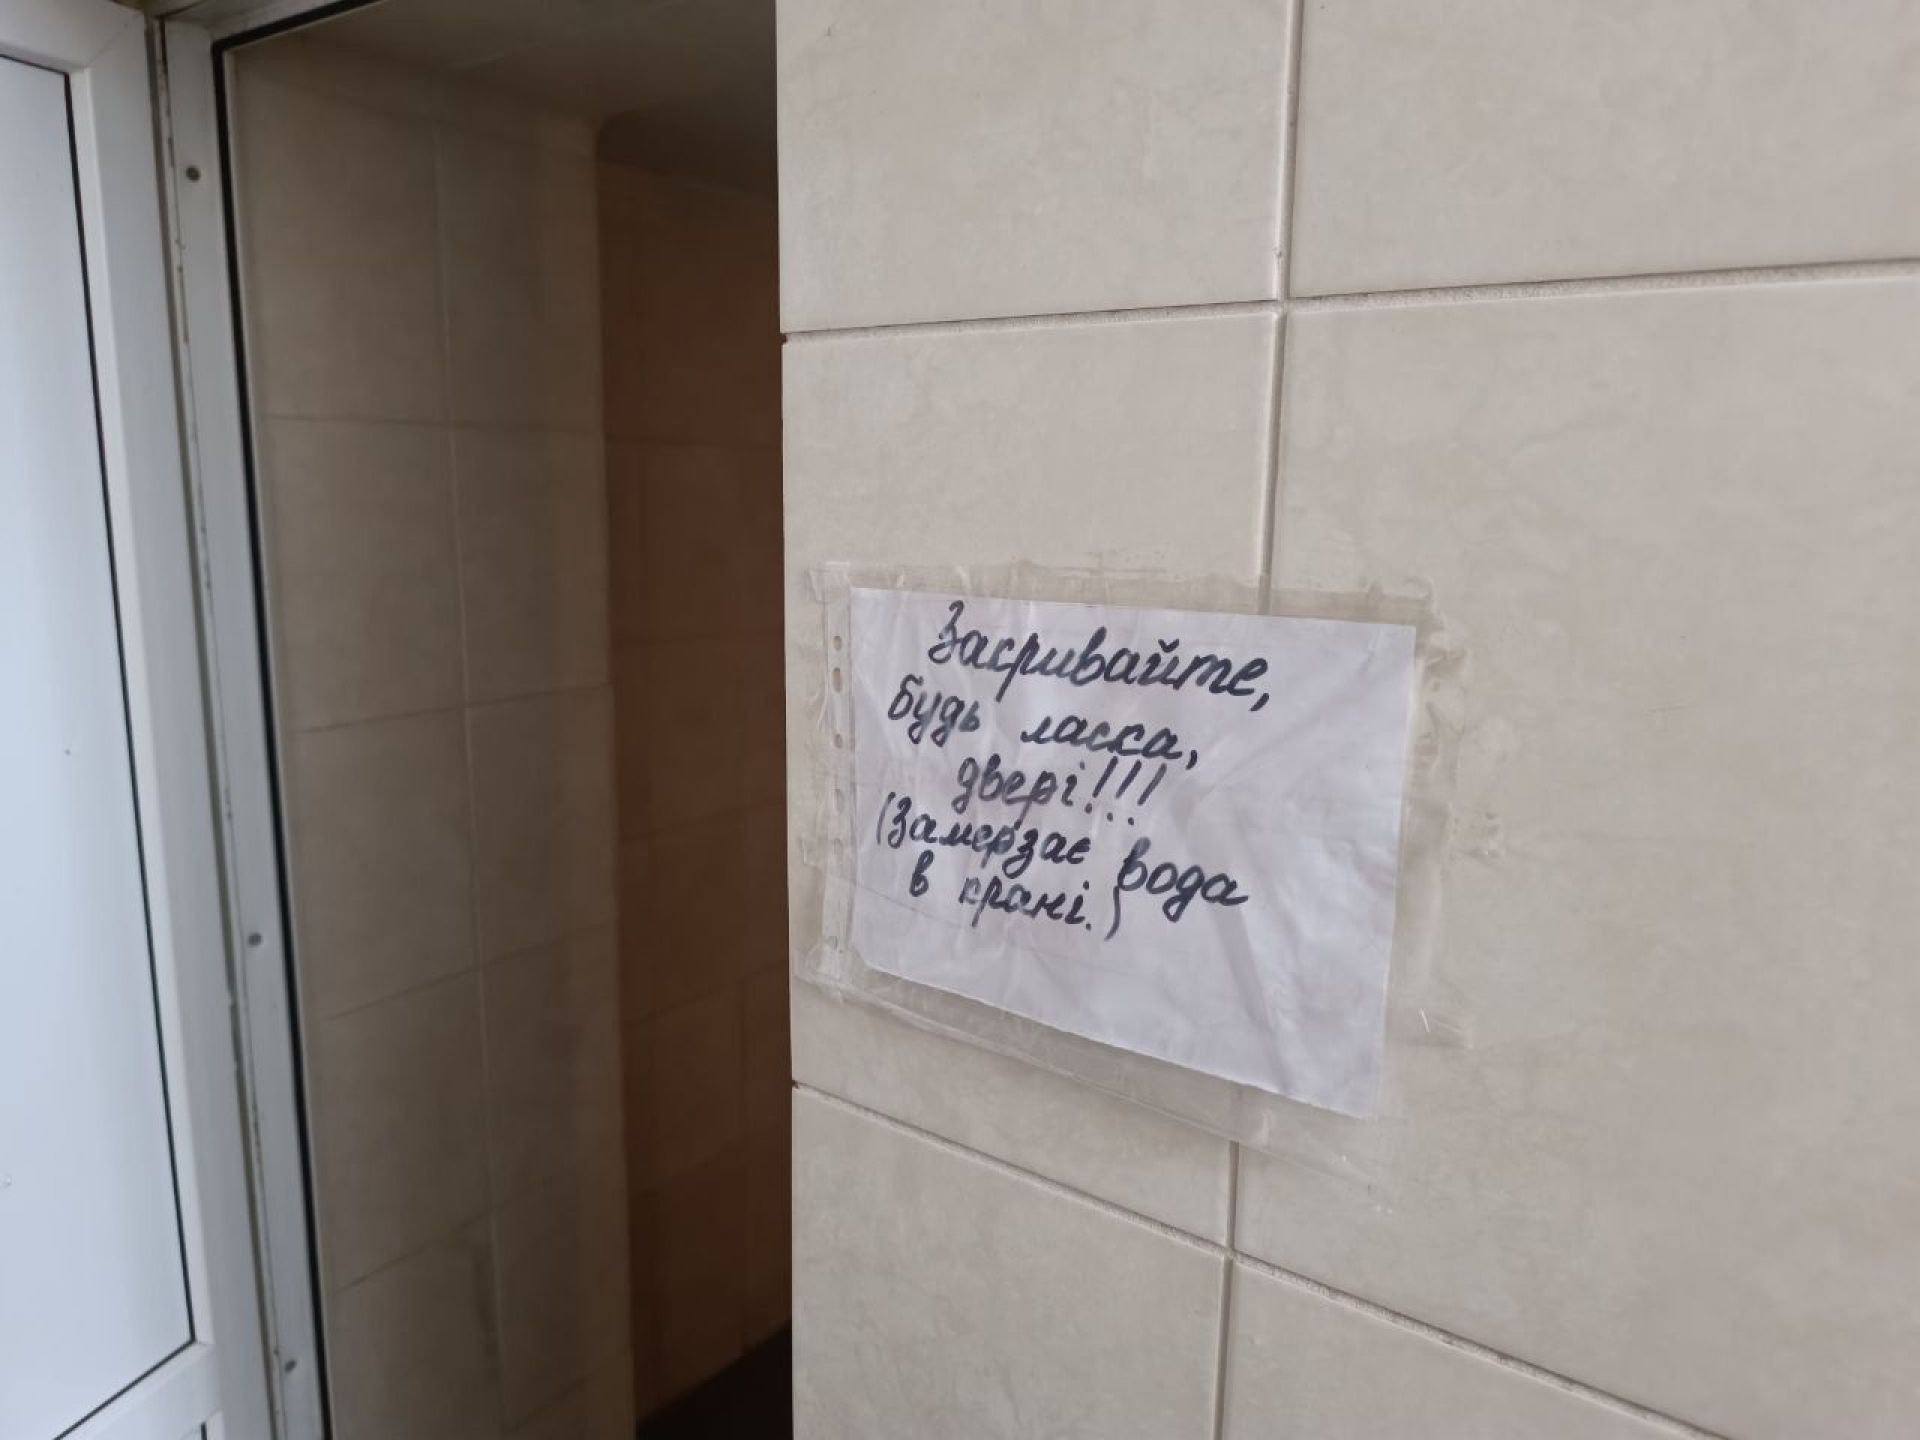 Закривайте,
будь ласка,
двері!!!
(Замерзає вода
в крані.)